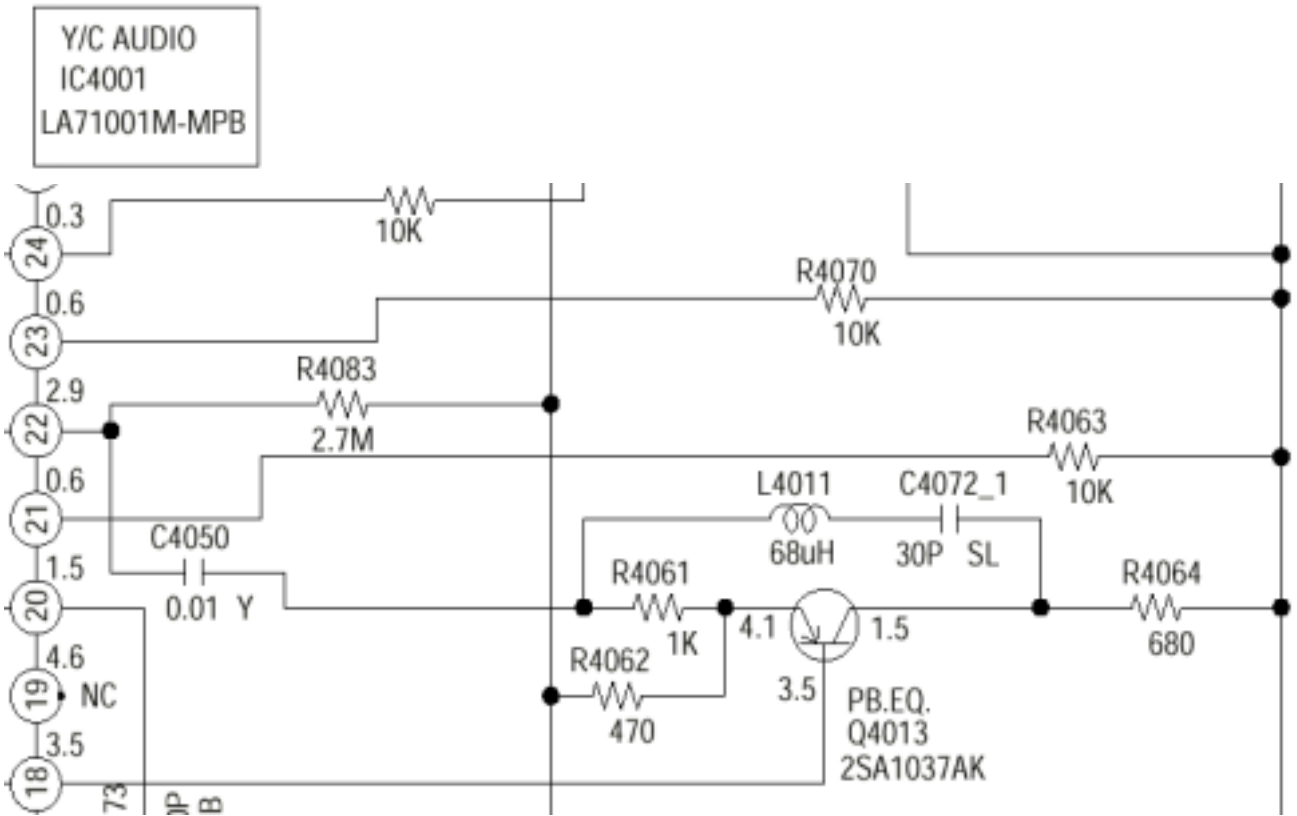 Y/C AUDIO
IC4001
LA71001M-MPB
0.3
10K
24
R4070
0.6
10K
23
R4083
2.9
22
2.7M
R4063
0.6
10K
L4011
C4072_1
21
C4050
68uH
30P SL
1.5
R4061
R4064
20
0.01 Y
1K
4.1
1.5
680
4.6
R4062
19
NC
3.5
470
PB.EQ.
Q4013
2SA1037AK
3.5
18
73
0P
B